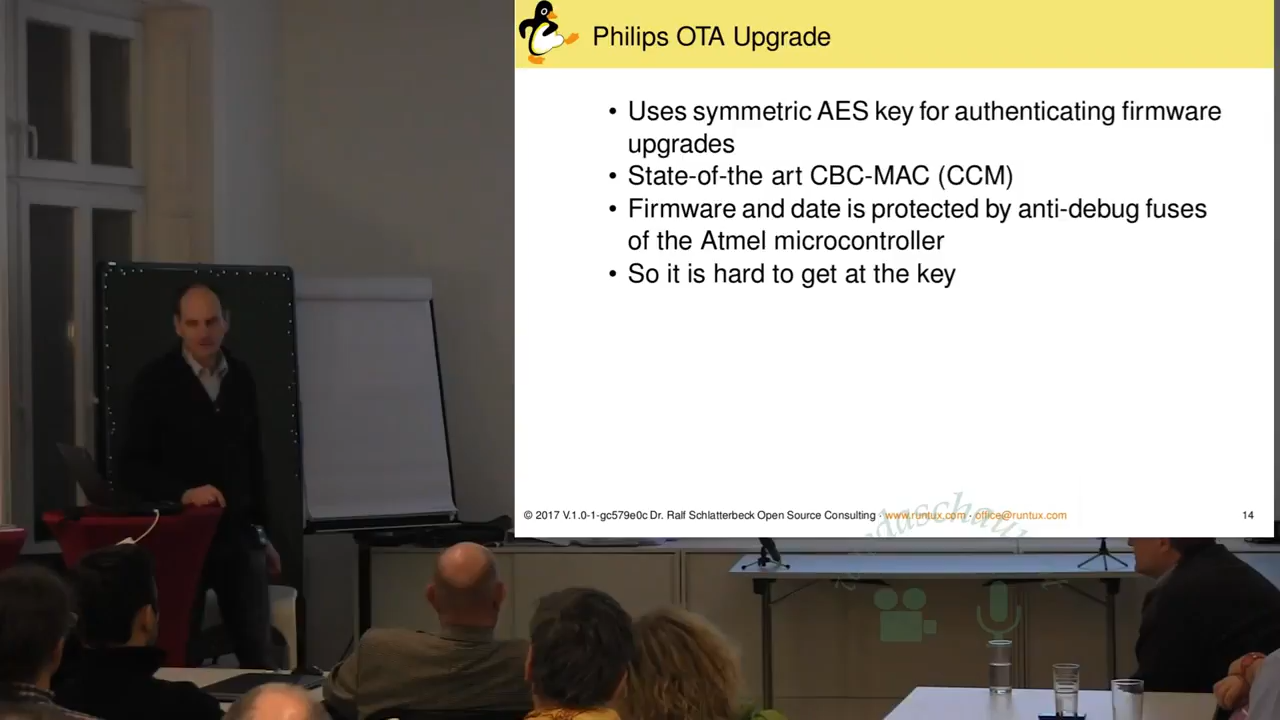 Philips OTA Upgrade
• Uses symmetric AES key for authenticating firmware
upgrades
• State-of-the art CBC-MAC (CCM)
• Firmware and date is protected by anti-debug fuses
of the Atmel microcontroller
• So it is hard to get at the key
© 2017 V.1.0-1-gc579e0c Dr. Ralf Schlatterbeck Open Source Consulting · www.runtux.com · office@runtux.com
14